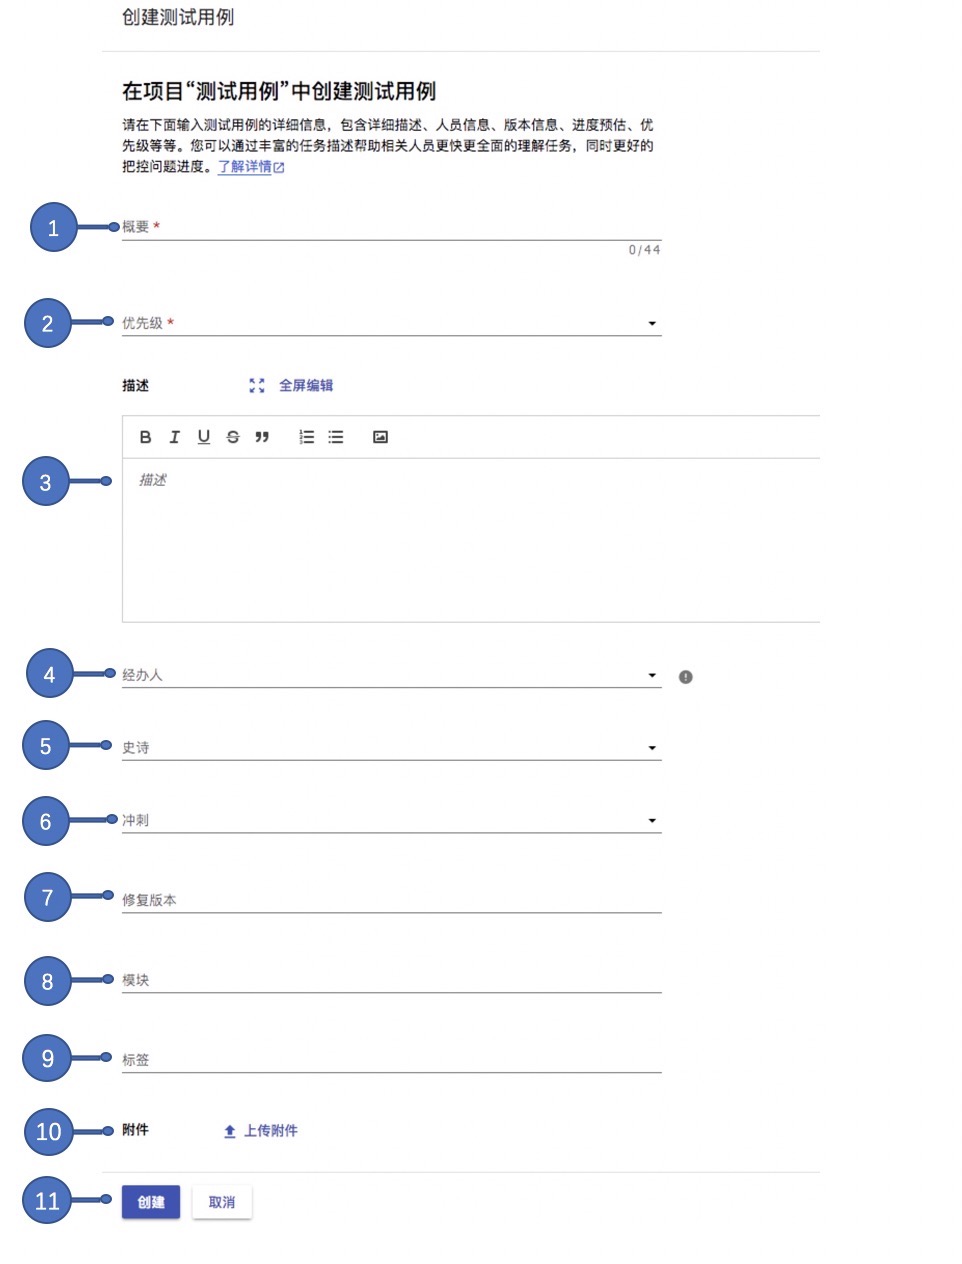 创建测试用例
在项目“测试用例”中创建测试用例
请在下面输入测试用例的详细信息，包含详细描述、人员信息、版本信息、进度预估、优
先级等等。您可以通过丰富的任务描述帮助相关人员更快更全面的理解任务，同时更好的
把控问题进度。了解详情
1 概要 *
0/44
2 优先级 *
描述 全屏编辑
B I U S
3 描述
4 经办人
5 史诗
6 冲刺
7 修复版本
8 模块
9 标签
10 附件 上传附件
11 创建 取消